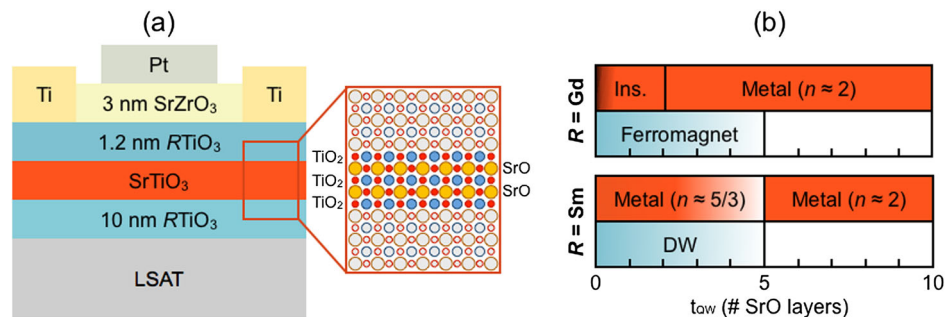 (a)
Pt
Ti
Ti
3 nm SrZrO₃
1.2 nm RTiO₃
SrTiO₃
10 nm RTiO₃
LSAT
TiO₂
SrO
TiO₂
SrO
TiO₂
(b)
R = Gd
Ins.
Metal (n ≈ 2)
Ferromagnet
R = Sm
Metal (n ≈ 5/3)
Metal (n ≈ 2)
DW
0
5
10
t_QW (# SrO layers)